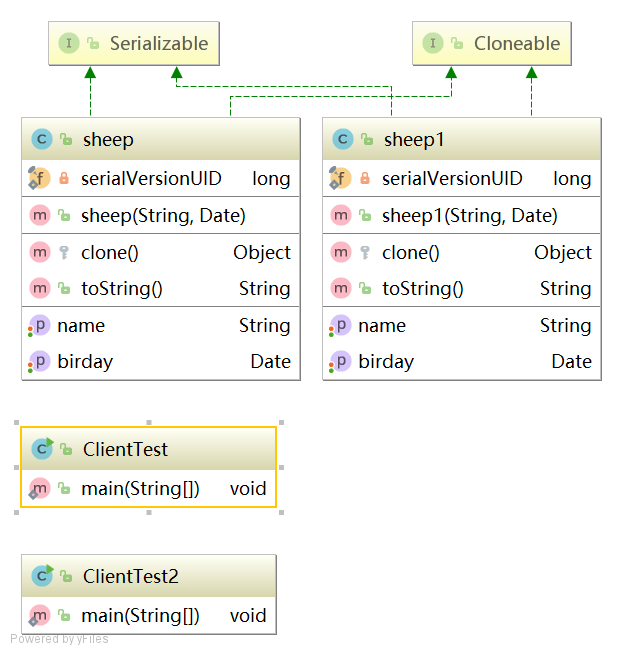 Serializable
Cloneable
sheep
serialVersionUID long
sheep(String, Date)
clone() Object
toString() String
name String
birday Date
sheep1
serialVersionUID long
sheep1(String, Date)
clone() Object
toString() String
name String
birday Date
ClientTest
main(String[]) void
ClientTest2
main(String[]) void
Powered by yFiles